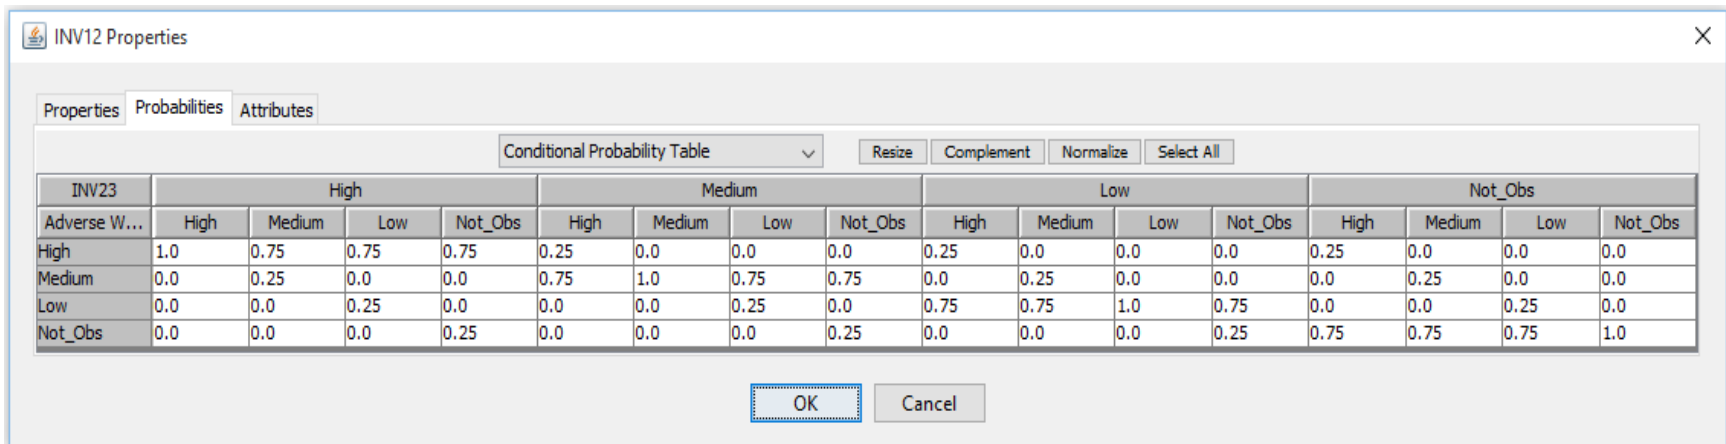 INV12 Properties
Properties Probabilities Attributes
Conditional Probability Table Resize Complement Normalize Select All
INV23 High Medium Low Not_Obs
Adverse W... High Medium Low Not_Obs High Medium Low Not_Obs High Medium Low Not_Obs High Medium Low Not_Obs
High 1.0 0.75 0.75 0.75 0.25 0.0 0.0 0.0 0.25 0.0 0.0 0.0 0.25 0.0 0.0 0.0
Medium 0.0 0.25 0.0 0.0 0.75 1.0 0.75 0.75 0.0 0.25 0.0 0.0 0.0 0.25 0.0 0.0
Low 0.0 0.0 0.25 0.0 0.0 0.0 0.25 0.0 0.75 0.75 1.0 0.75 0.0 0.0 0.25 0.0
Not_Obs 0.0 0.0 0.0 0.25 0.0 0.0 0.0 0.25 0.0 0.0 0.0 0.25 0.75 0.75 0.75 1.0
OK Cancel